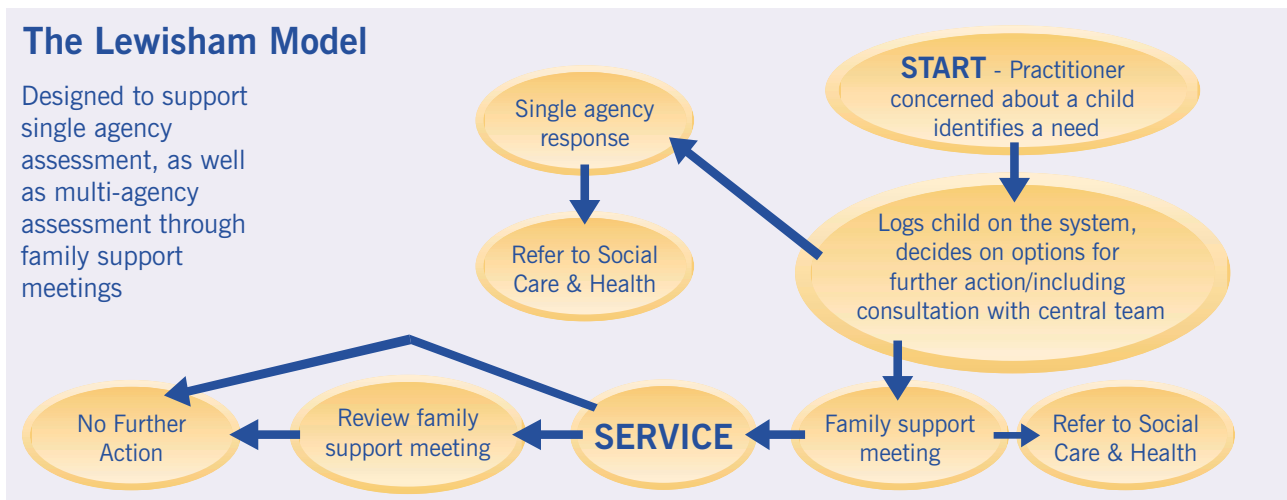 The Lewisham Model
Designed to support
single agency
assessment, as well
as multi-agency
assessment through
family support
meetings
START - Practitioner
concerned about a child
identifies a need
Logs child on the system,
decides on options for
further action/including
consultation with central team
Single agency
response
Refer to Social
Care & Health
Family support
meeting
Refer to Social
Care & Health
SERVICE
Review family
support meeting
No Further
Action